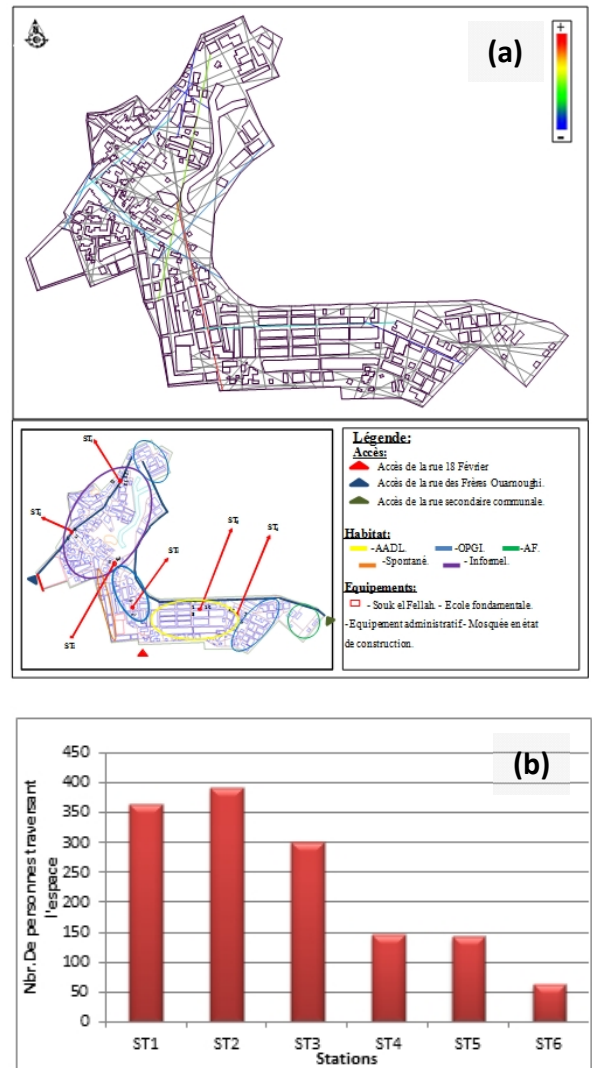 (a)
+
-
Légende:
Accès:
Accès de la rue 18 Février
Accès de la rue des Frères Ouarnoughi.
Accès de la rue secondaire communale.
Habitat:
-AADL. -OPGI. -AF.
-Spontané. - Informel.
Equipements:
- Souk el Fellah. - Ecole fondamentale.
-Equipement administratif.- Mosquée en état
de construction.
(b)
Nbr.De personnes traversant
l'espace
450
400
350
300
250
200
150
100
50
0
ST1 ST2 ST3 ST4 ST5 ST6
Stations